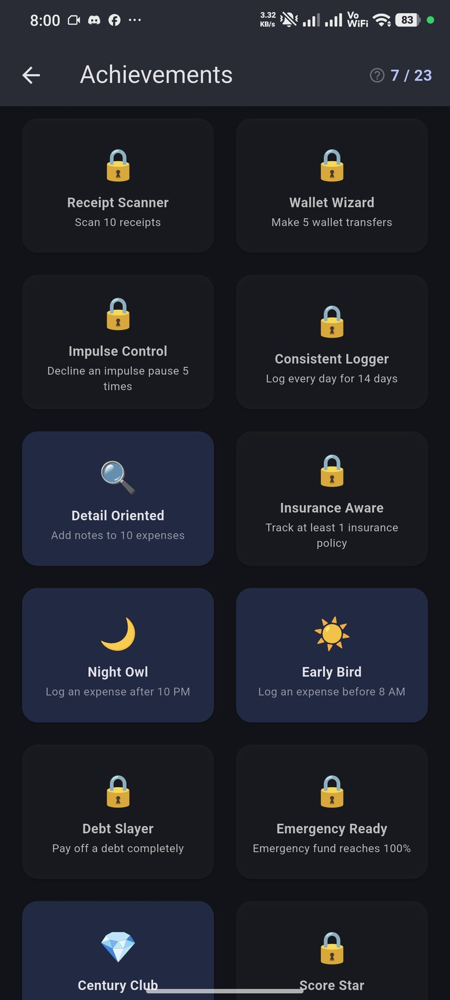 8:00
3.32
KB/s
Vo
WiFi
83
Achievements
7 / 23
Receipt Scanner
Scan 10 receipts
Wallet Wizard
Make 5 wallet transfers
Impulse Control
Decline an impulse pause 5
times
Consistent Logger
Log every day for 14 days
Detail Oriented
Add notes to 10 expenses
Insurance Aware
Track at least 1 insurance
policy
Night Owl
Log an expense after 10 PM
Early Bird
Log an expense before 8 AM
Debt Slayer
Pay off a debt completely
Emergency Ready
Emergency fund reaches 100%
Century Club
Score Star